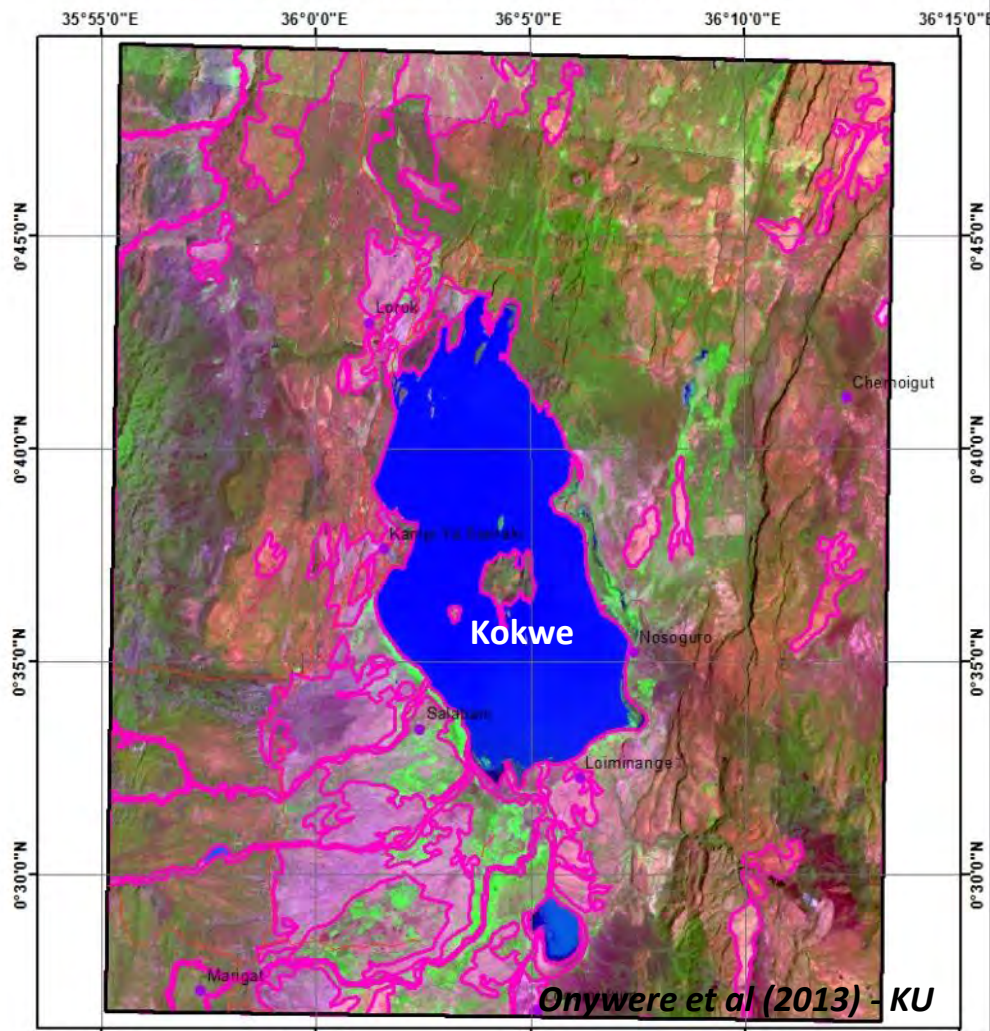 35°55'0"E 36°0'0"E 36°5'0"E 36°10'0"E 36°15'0"E
0°45'0"N 0°45'0"N
Loruk
Chemoigut
0°40'0"N 0°40'0"N
Kampi Ya Samaki
Kokwe
Nosoguro
0°35'0"N 0°35'0"N
Salabani
Loiminange
0°30'0"N 0°30'0"N
Marigat
Onywere et al (2013) - KU